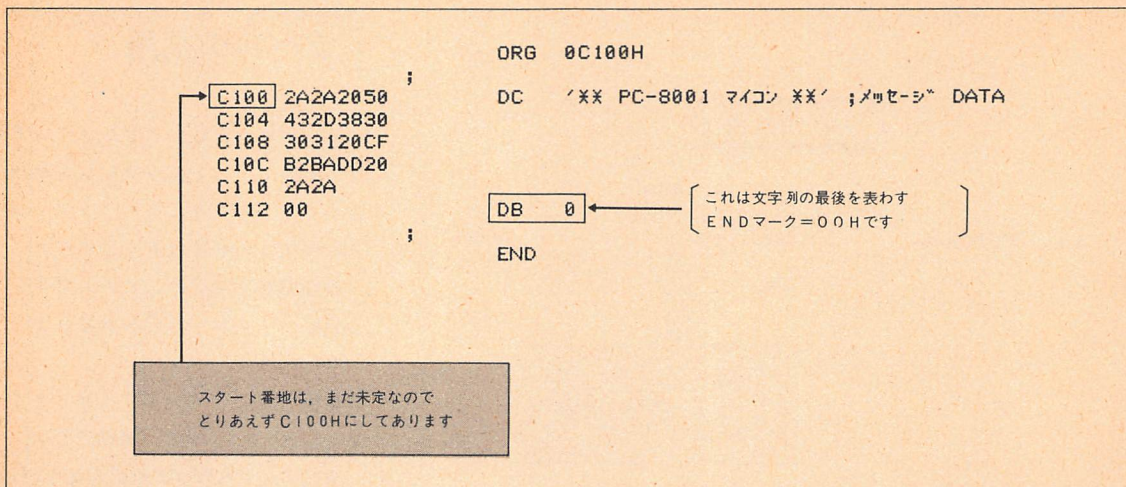 ORG 0C100H
;
C100 2A2A2050 DC '** PC-8001 マイコン **' ;メッセージ DATA
C104 432D3830
C108 303120CF
C10C B2BADD20
C110 2A2A
C112 00 DB 0
これは文字列の最後を表わす
ENDマーク=00Hです
;
END
スタート番地は，まだ未定なので
とりあえずC100Hにしてあります